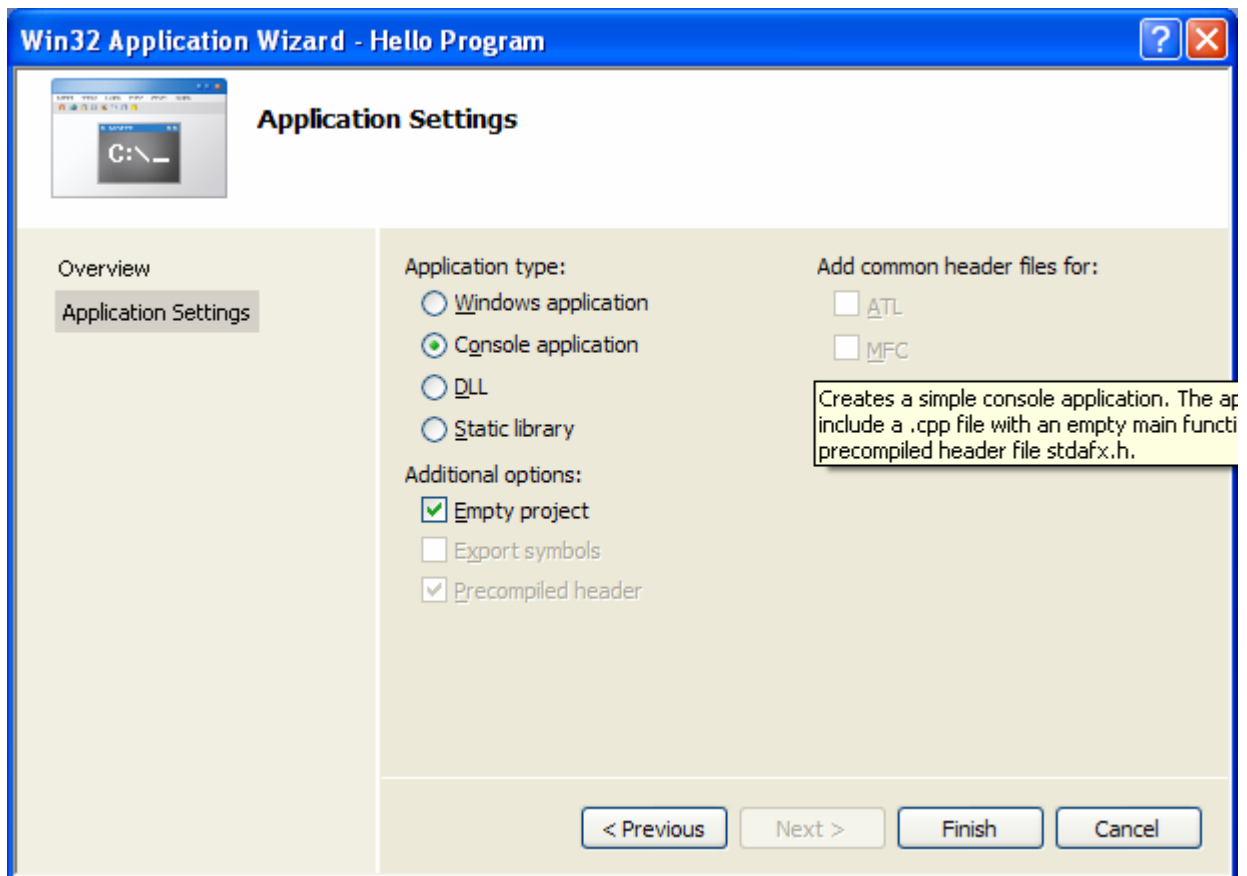 Win32 Application Wizard - Hello Program
C:\_
Application Settings
Overview
Application Settings
Application type:
Windows application
Console application
DLL
Static library
Additional options:
Empty project
Export symbols
Precompiled header
Add common header files for:
ATL
MFC
Creates a simple console application. The
include a .cpp file with an empty main
precompiled header file stdafx.h.
< Previous
Next >
Finish
Cancel